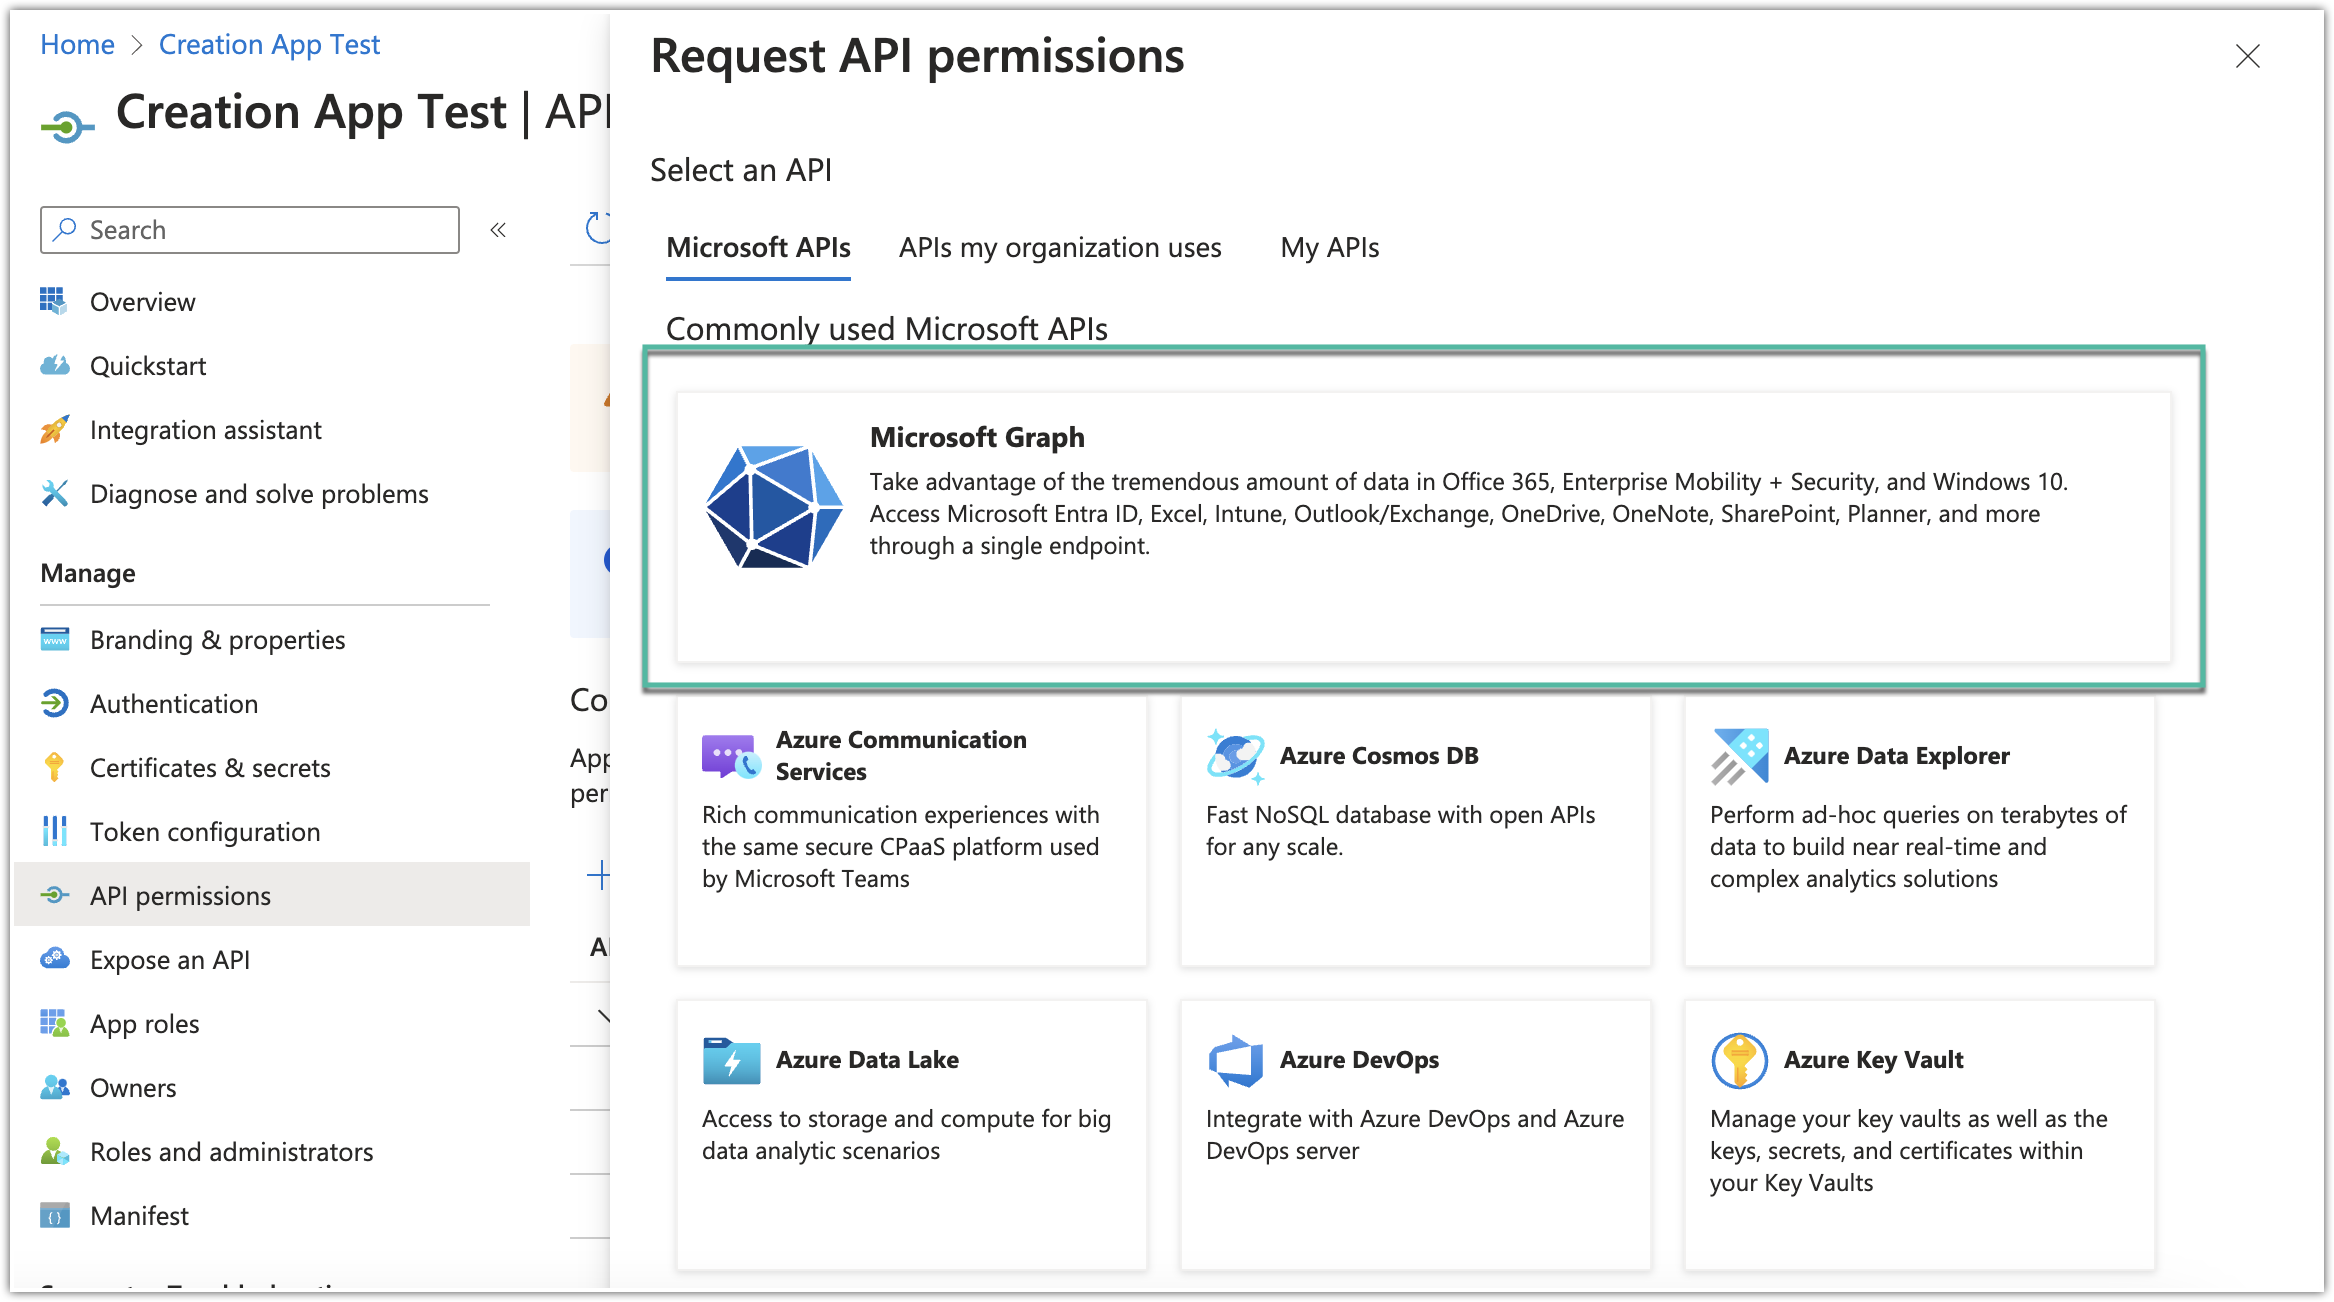 Home > Creation App Test
Creation App Test | API
Search
«
Overview
Quickstart
Integration assistant
Diagnose and solve problems
Manage
Branding & properties
Authentication
Certificates & secrets
Token configuration
API permissions
Expose an API
App roles
Owners
Roles and administrators
Manifest
Co
App
per
Request API permissions
Select an API
Microsoft APIs
APIs my organization uses
My APIs
Commonly used Microsoft APIs
Microsoft Graph
Take advantage of the tremendous amount of data in Office 365, Enterprise Mobility + Security, and Windows 10.
Access Microsoft Entra ID, Excel, Intune, Outlook/Exchange, OneDrive, OneNote, SharePoint, Planner, and more
through a single endpoint.
Azure Communication
Services
Rich communication experiences with
the same secure CPaaS platform used
by Microsoft Teams
Azure Cosmos DB
Fast NoSQL database with open APIs
for any scale.
Azure Data Explorer
Perform ad-hoc queries on terabytes of
data to build near real-time and
complex analytics solutions
Azure Data Lake
Access to storage and compute for big
data analytic scenarios
Azure DevOps
Integrate with Azure DevOps and Azure
DevOps server
Azure Key Vault
Manage your key vaults as well as the
keys, secrets, and certificates within
your Key Vaults